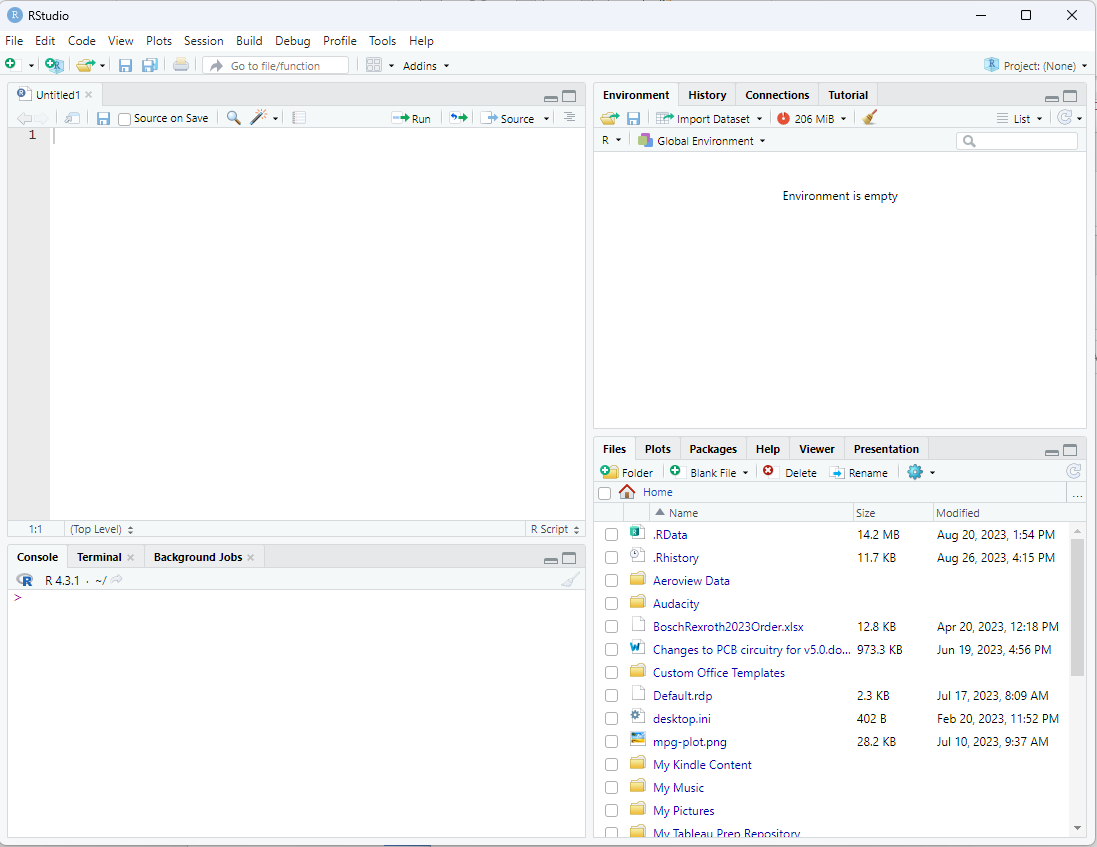 RStudio
File Edit Code View Plots Session Build Debug Profile Tools Help
Go to file/function Addins Project: (None)
Untitled1
Source on Save Run Source
1
1:1 (Top Level) R Script
Console Terminal Background Jobs
R 4.3.1 · ~/
>
Environment History Connections Tutorial
Import Dataset 206 MiB List
R Global Environment
Environment is empty
Files Plots Packages Help Viewer Presentation
Folder Blank File Delete Rename
Home ...
Name Size Modified
.RData 14.2 MB Aug 20, 2023, 1:54 PM
.Rhistory 11.7 KB Aug 26, 2023, 4:15 PM
Aeroview Data
Audacity
BoschRexroth2023Order.xlsx 12.8 KB Apr 20, 2023, 12:18 PM
Changes to PCB circuitry for v5.0.do... 973.3 KB Jun 19, 2023, 4:56 PM
Custom Office Templates
Default.rdp 2.3 KB Jul 17, 2023, 8:09 AM
desktop.ini 402 B Feb 20, 2023, 11:52 PM
mpg-plot.png 28.2 KB Jul 10, 2023, 9:37 AM
My Kindle Content
My Music
My Pictures
My Tableau Prep Repository